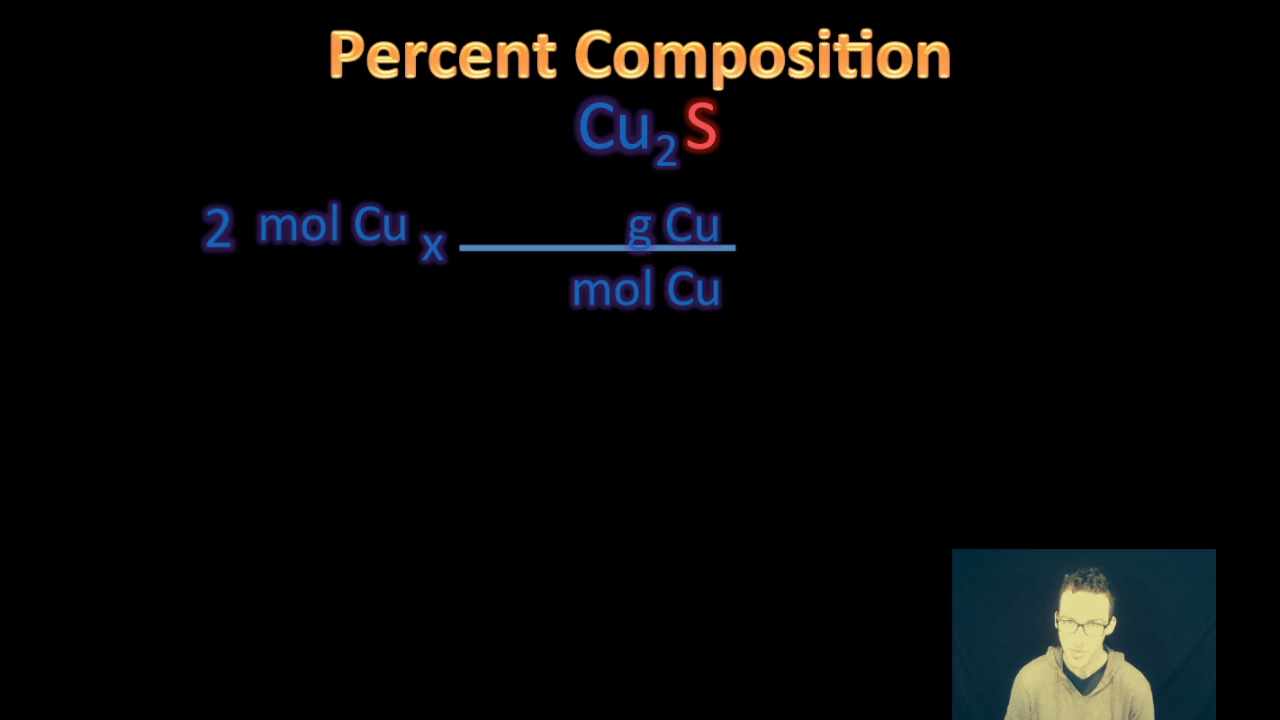 Percent Composition
Cu₂S
2 mol Cu x g Cu
mol Cu